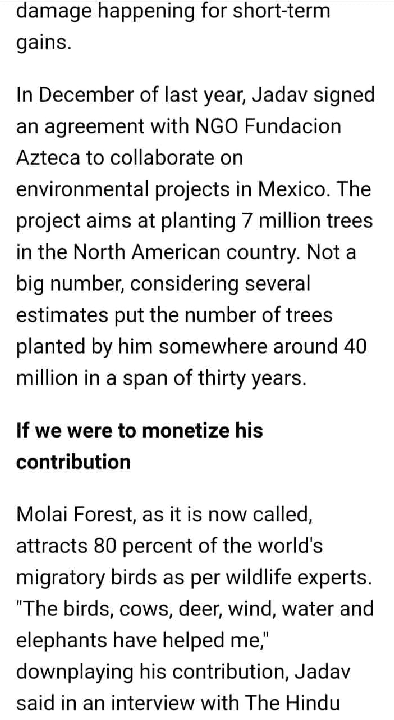 damage happening for short-term
gains.
In December of last year, Jadav signed
an agreement with NGO Fundacion
Azteca to collaborate on
environmental projects in Mexico. The
project aims at planting 7 million trees
in the North American country. Not a
big number, considering several
estimates put the number of trees
planted by him somewhere around 40
million in a span of thirty years.
If we were to monetize his
contribution
Molai Forest, as it is now called,
attracts 80 percent of the world's
migratory birds as per wildlife experts.
"The birds, cows, deer, wind, water and
elephants have helped me,"
downplaying his contribution, Jadav
said in an interview with The Hindu